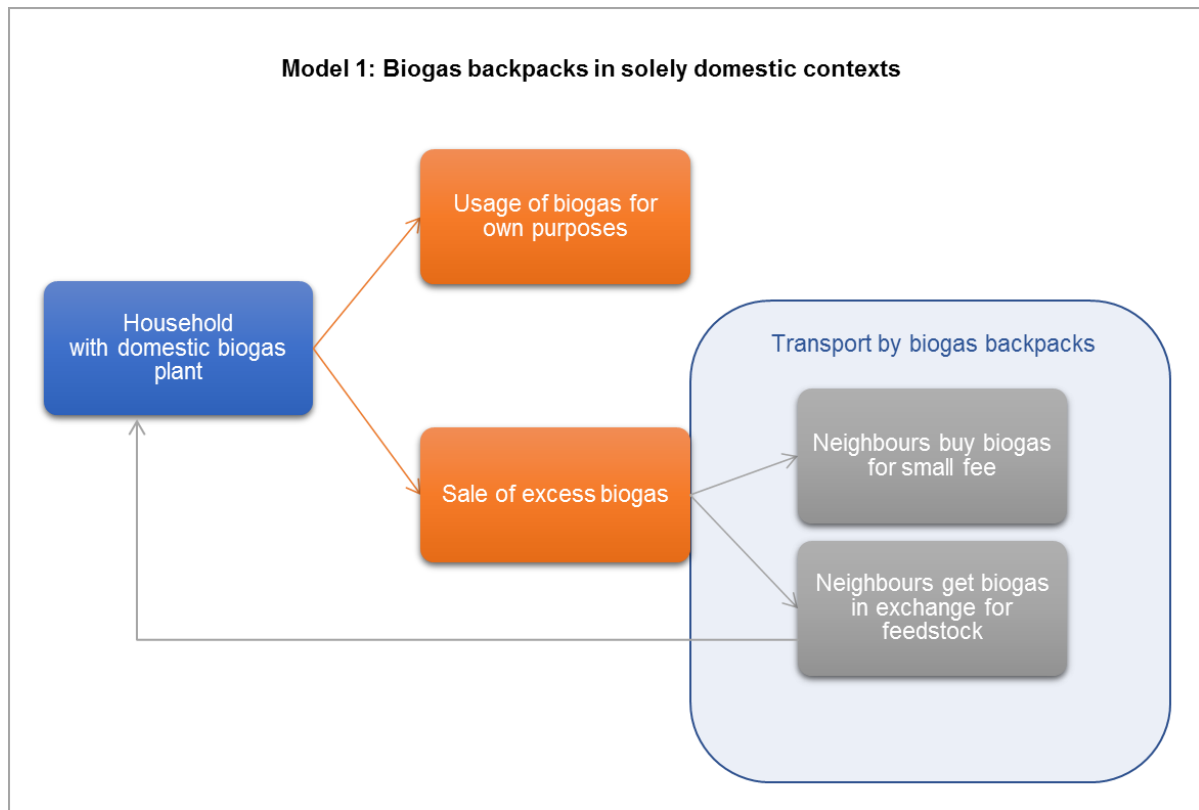 Model 1: Biogas backpacks in solely domestic contexts
Usage of biogas for
own purposes
Household
with domestic biogas
plant
Transport by biogas backpacks
Sale of excess biogas
Neighbours buy biogas
for small fee
Neighbours get biogas
in exchange for
feedstock